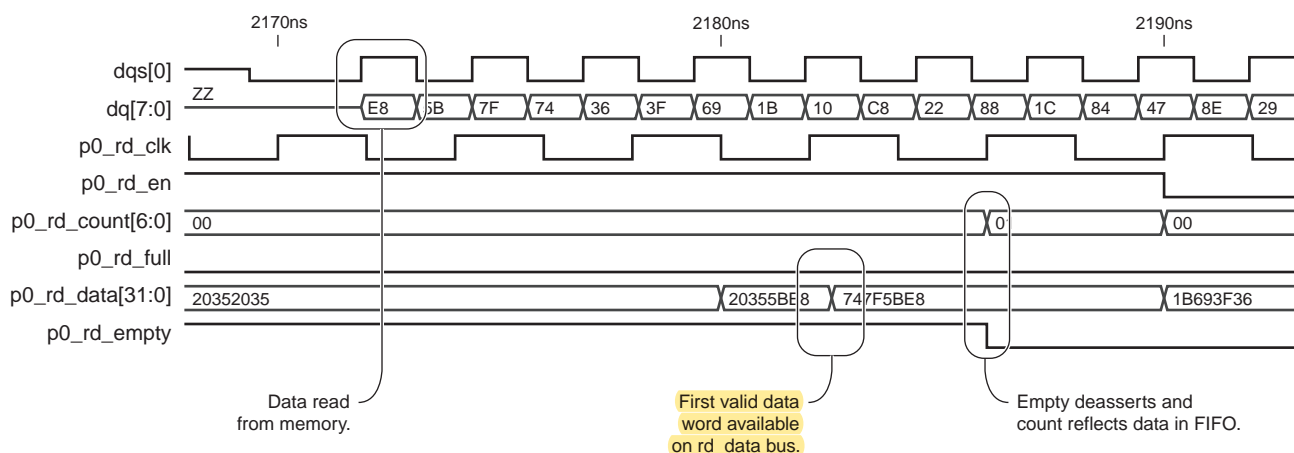 2170ns 2180ns 2190ns
dqs[0]
dq[7:0] ZZ E8 5B 7F 74 36 3F 69 1B 10 C8 22 88 1C 84 47 8E 29
p0_rd_clk
p0_rd_en
p0_rd_count[6:0] 00 01 00
p0_rd_full
p0_rd_data[31:0] 20352035 20355BE8 747F5BE8 1B693F36
p0_rd_empty
Data read
from memory.
First valid data
word available
on rd_data bus.
Empty deasserts and
count reflects data in FIFO.